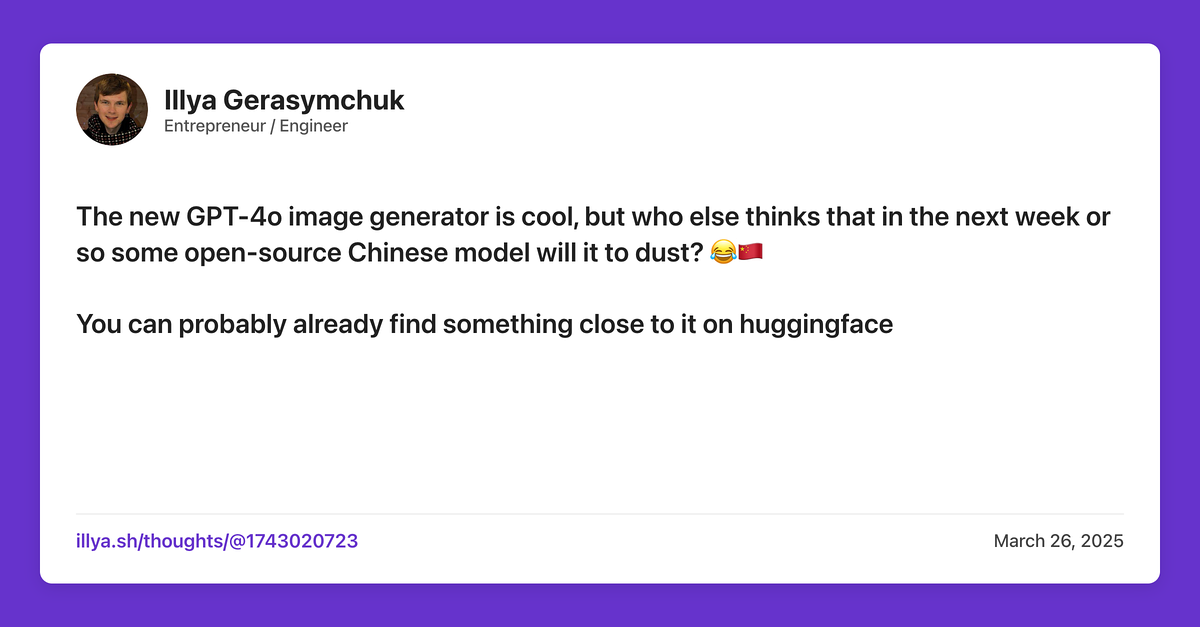 Illya Gerasymchuk
Entrepreneur / Engineer
The new GPT-4o image generator is cool, but who else thinks that in the next week or
so some open-source Chinese model will it to dust? 😂🇨🇳
You can probably already find something close to it on huggingface
illya.sh/thoughts/@1743020723
March 26, 2025